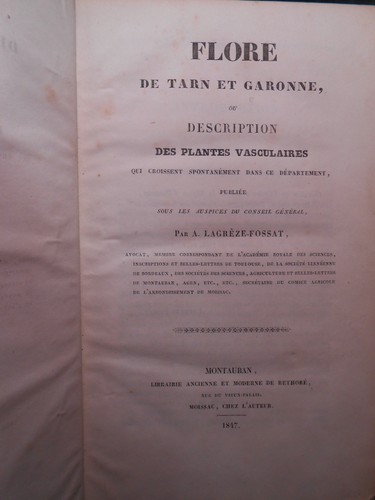 FLORE
DE TARN ET GARONNE,
OU
DESCRIPTION
DES PLANTES VASCULAIRES
QUI CROISSENT SPONTANÉMENT DANS CE DÉPARTEMENT,
PUBLIÉE
SOUS LES AUSPICES DU CONSEIL GÉNÉRAL,
PAR A. LAGRÈZE-FOSSAT,
AVOCAT, MEMBRE CORRESPONDANT DE L'ACADÉMIE ROYALE DES SCIENCES,
INSCRIPTIONS ET BELLES-LETTRES DE TOULOUSE, DE LA SOCIÉTÉ LINNÉENNE
DE BORDEAUX, DES SOCIÉTÉS DES SCIENCES, AGRICULTURE ET BELLES-LETTRES
DE MONTAUBAN, AGEN, ETC., ETC., SECRÉTAIRE DU COMICE AGRICOLE
DE L'ARRONDISSEMENT DE MOISSAC.
MONTAUBAN,
LIBRAIRIE ANCIENNE ET MODERNE DE RETHORÉ,
RUE DU VIEUX-PALAIS.
MOISSAC, CHEZ L'AUTEUR.
1847.